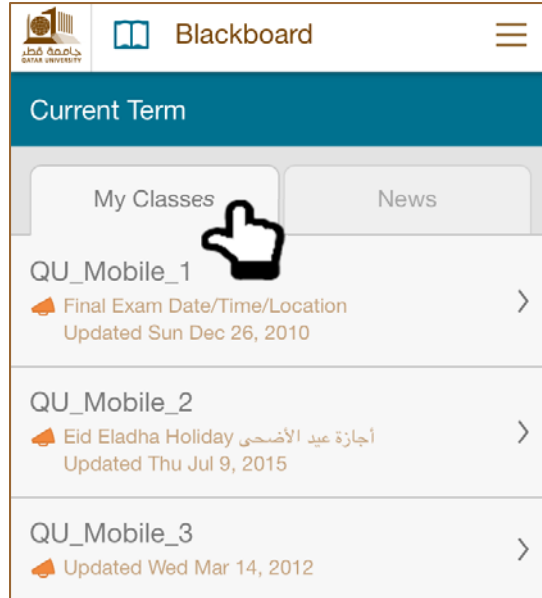 جامعة قطر
QATAR UNIVERSITY
Blackboard
Current Term
My Classes
News
QU_Mobile_1
Final Exam Date/Time/Location
Updated Sun Dec 26, 2010
QU_Mobile_2
Eid Eladha Holiday أجازة عيد الأضحى
Updated Thu Jul 9, 2015
QU_Mobile_3
Updated Wed Mar 14, 2012